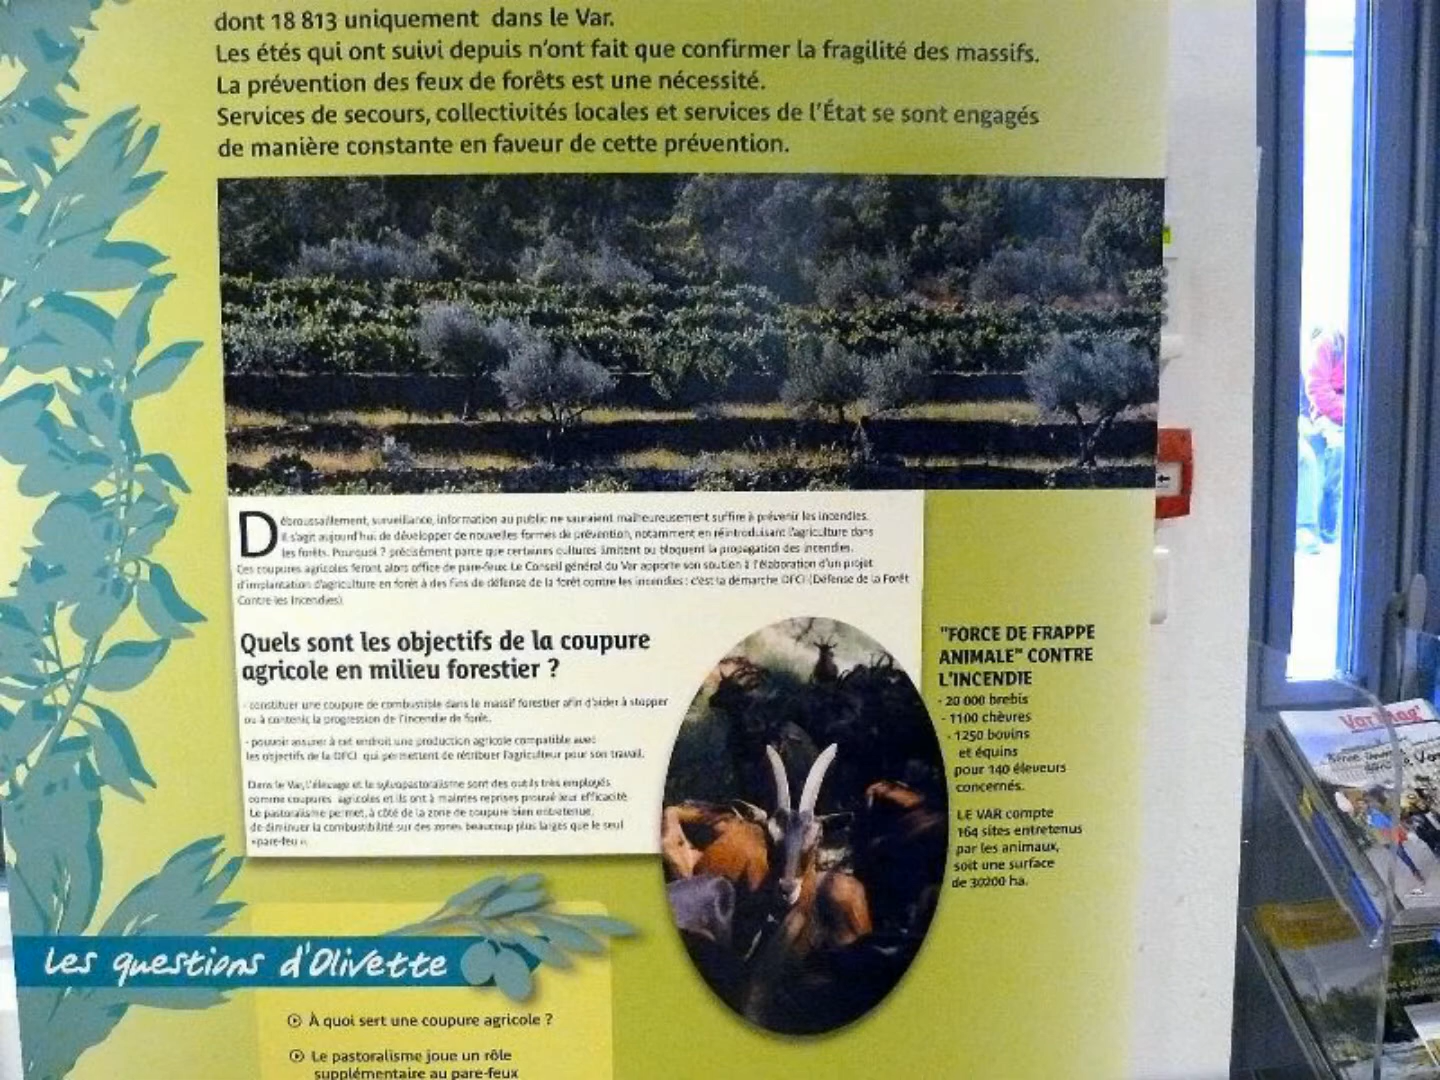 dont 18 813 uniquement dans le Var.
Les étés qui ont suivi depuis n'ont fait que confirmer la fragilité des massifs.
La prévention des feux de forêts est une nécessité.
Services de secours, collectivités locales et services de l'État se sont engagés
de manière constante en faveur de cette prévention.
Débroussaillement, surveillance, information au public ne sauraient malheureusement suffire à prévenir les incendies.
Il s'agit aujourd'hui de développer de nouvelles formes de prévention, notamment en réintroduisant l'agriculture dans
les forêts. Pourquoi ? précisément parce que certaines cultures limitent ou bloquent la propagation des incendies.
Ces coupures agricoles feront alors office de pare-feux. Le Conseil général du Var apporte son soutien à l'élaboration d'un projet
d'implantation d'agriculture en forêt à des fins de défense de la forêt contre les incendies : c'est la démarche DFCI (Défense de la Forêt
Contre les Incendies).
Quels sont les objectifs de la coupure
agricole en milieu forestier ?
- constituer une coupure de combustible dans le massif forestier afin d'aider à stopper
ou à contenir la progression de l'incendie de forêt.
- pouvoir assurer à cet endroit une production agricole compatible avec
les objectifs de la DFCI qui permettent de rétribuer l'agriculteur pour son travail.
Dans le Var, l'élevage et le sylvopastoralisme sont des outils très employés
comme coupures agricoles et ils ont à maintes reprises prouvé leur efficacité.
Le pastoralisme permet, à côté de la zone de coupure bien entretenue,
de diminuer la combustibilité sur des zones beaucoup plus larges que le seul
«pare-feu ».
"FORCE DE FRAPPE
ANIMALE" CONTRE
L'INCENDIE
- 20 000 brebis
- 1100 chèvres
- 1250 bovins
et équins
pour 140 éleveurs
concernés.
LE VAR compte
164 sites entretenus
par les animaux,
soit une surface
de 30200 ha.
Les questions d'Olivette
À quoi sert une coupure agricole ?
Le pastoralisme joue un rôle
supplémentaire au pare-feux
Var mag'